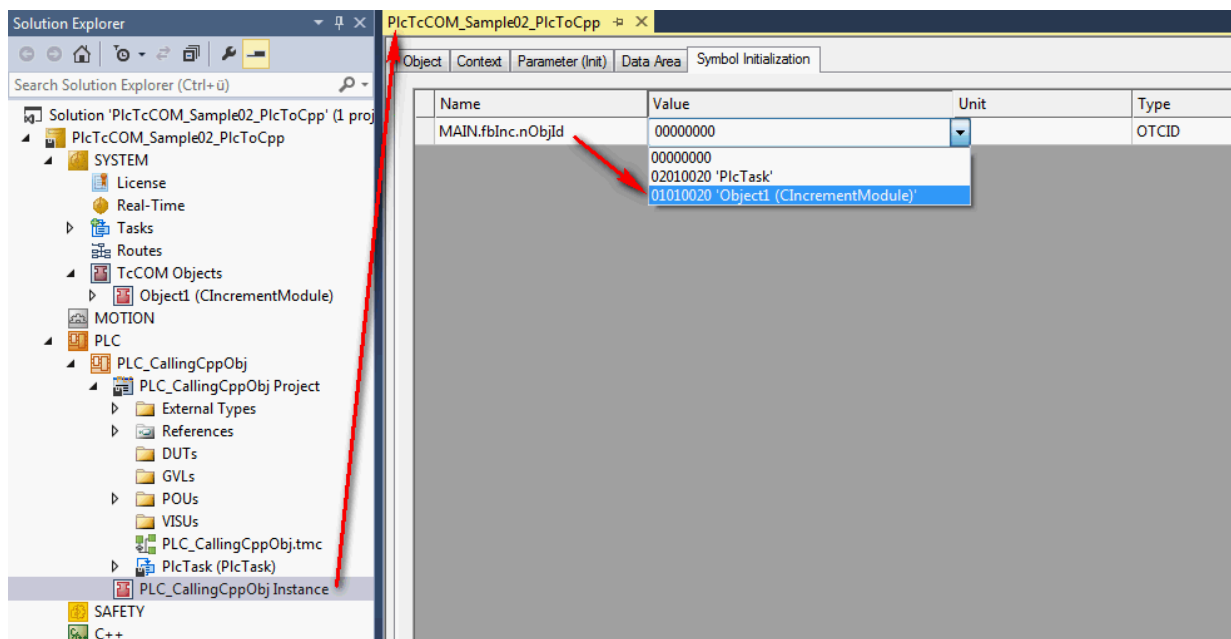 Solution Explorer
Search Solution Explorer (Ctrl+ü)
Solution 'PlcTcCOM_Sample02_PlcToCpp' (1 proj
PlcTcCOM_Sample02_PlcToCpp
SYSTEM
License
Real-Time
Tasks
Routes
TcCOM Objects
Object1 (CIncrementModule)
MOTION
PLC
PLC_CallingCppObj
PLC_CallingCppObj Project
External Types
References
DUTs
GVLs
POUs
VISUs
PLC_CallingCppObj.tmc
PlcTask (PlcTask)
PLC_CallingCppObj Instance
SAFETY
C++
PlcTcCOM_Sample02_PlcToCpp
Object Context Parameter (Init) Data Area Symbol Initialization
Name Value Unit Type
MAIN.fbInc.nObjId 00000000 OTCID
00000000
02010020 'PlcTask'
01010020 'Object1 (CIncrementModule)'